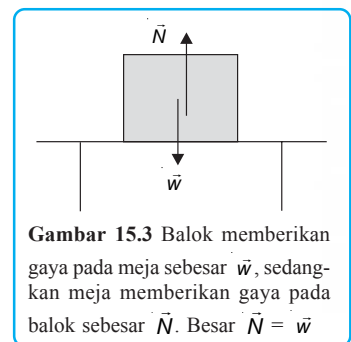 N⃗
w⃗
Gambar 15.3 Balok memberikan
gaya pada meja sebesar w⃗, sedang-
kan meja memberikan gaya pada
balok sebesar N⃗. Besar N⃗ = w⃗